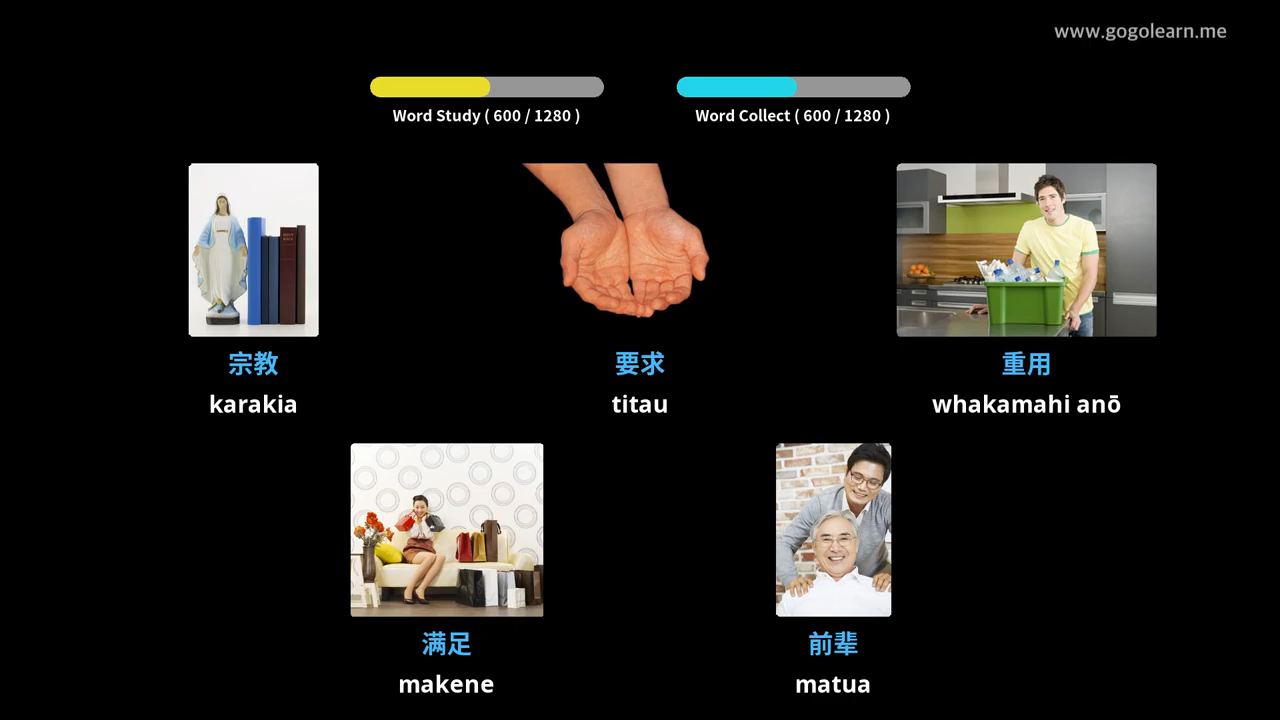 www.gogolearn.me
Word Study ( 600 / 1280 )
Word Collect ( 600 / 1280 )
宗教
karakia
要求
titau
重用
whakamahi anō
满足
makene
前辈
matua